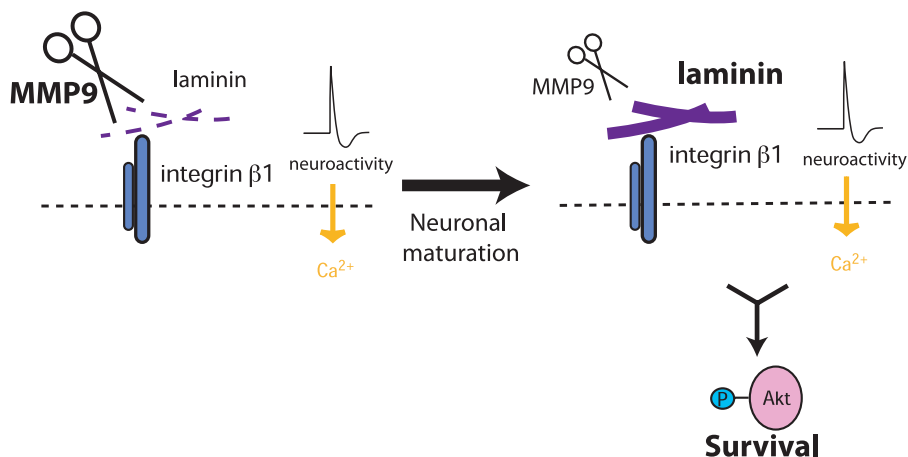 MMP9
laminin
integrin β1
neuroactivity
Ca²⁺
Neuronal
maturation
MMP9
laminin
integrin β1
neuroactivity
Ca²⁺
P
Akt
Survival